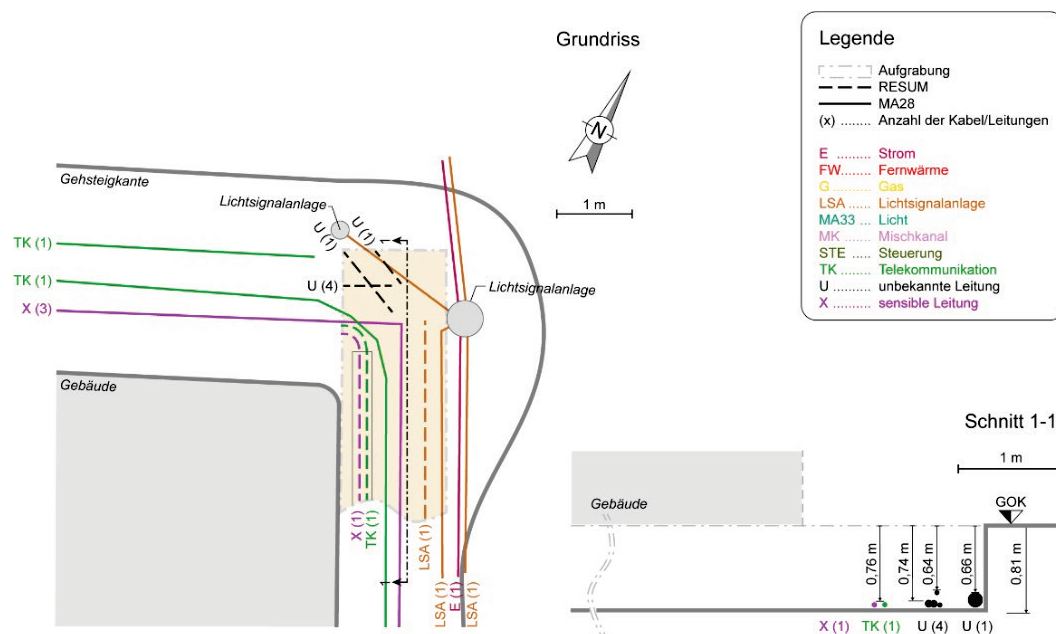 Grundriss
N
1 m
Legende
Aufgrabung
RESUM
MA28
(x) ........ Anzahl der Kabel/Leitungen
E ......... Strom
FW....... Fernwärme
G ......... Gas
LSA ...... Lichtsignalanlage
MA33 .... Licht
MK ....... Mischkanal
STE ...... Steuerung
TK ........ Telekommunikation
U ......... unbekannte Leitung
X ......... sensible Leitung
Gehsteigkante
Lichtsignalanlage
U (1)
U (1)
1
TK (1)
TK (1)
U (4)
Lichtsignalanlage
X (3)
Gebäude
X (1)
TK (1)
LSA (1)
1
LSA (1)
E (1)
LSA (1)
Schnitt 1-1
1 m
Gebäude
GOK
0,76 m
0,74 m
0,64 m
0,66 m
0,81 m
X (1)
TK (1)
U (4)
U (1)